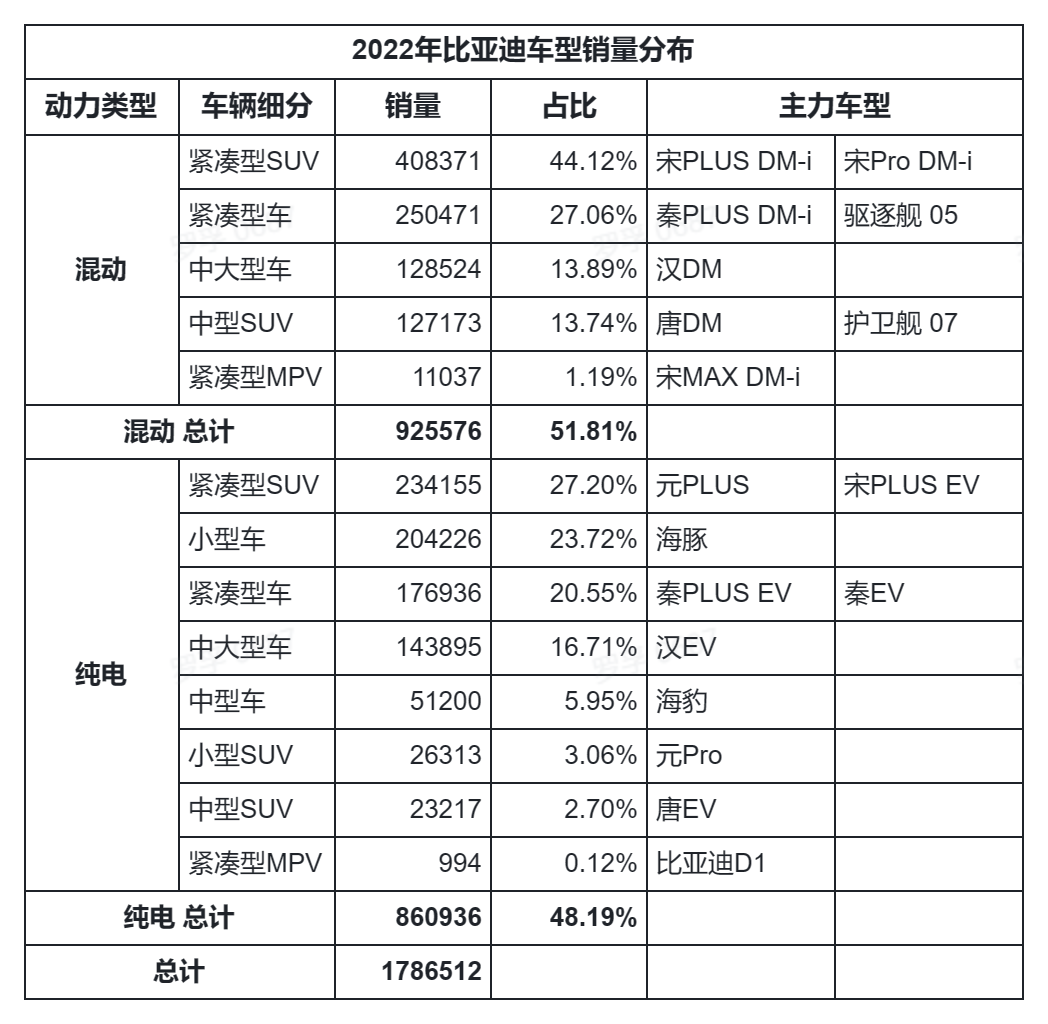 2022年比亚迪车型销量分布
动力类型 车辆细分 销量 占比 主力车型
混动 紧凑型SUV 408371 44.12% 宋PLUS DM-i 宋Pro DM-i
紧凑型车 250471 27.06% 秦PLUS DM-i 驱逐舰 05
中大型车 128524 13.89% 汉DM
中型SUV 127173 13.74% 唐DM 护卫舰 07
紧凑型MPV 11037 1.19% 宋MAX DM-i
混动 总计 925576 51.81%
纯电 紧凑型SUV 234155 27.20% 元PLUS 宋PLUS EV
小型车 204226 23.72% 海豚
紧凑型车 176936 20.55% 秦PLUS EV 秦EV
中大型车 143895 16.71% 汉EV
中型车 51200 5.95% 海豹
小型SUV 26313 3.06% 元Pro
中型SUV 23217 2.70% 唐EV
紧凑型MPV 994 0.12% 比亚迪D1
纯电 总计 860936 48.19%
总计 1786512